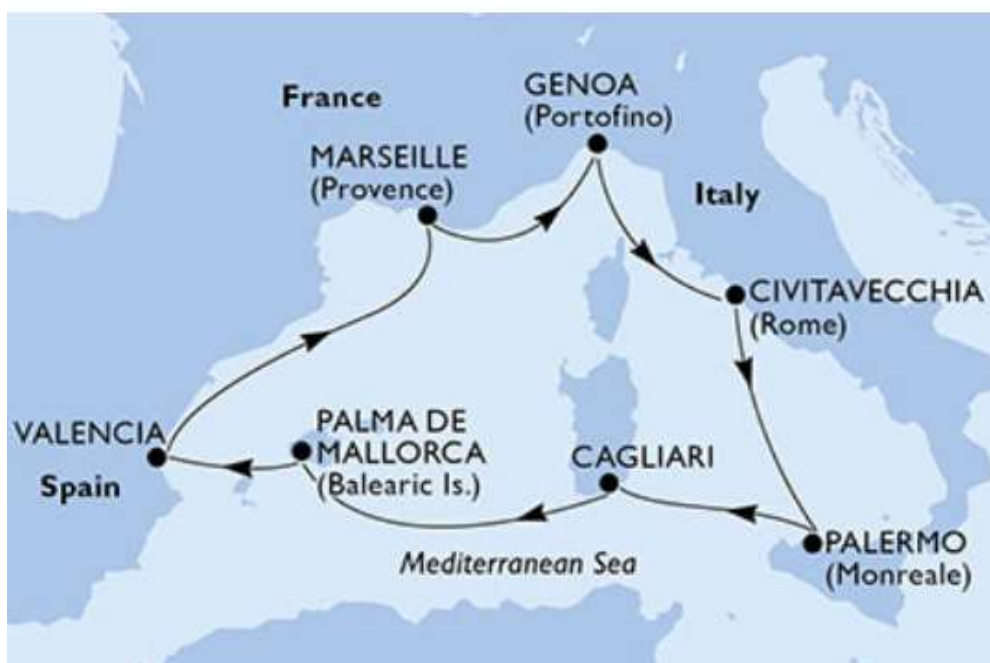 GENOA
(Portofino)
France
MARSEILLE
(Provence)
Italy
CIVITAVECCHIA
(Rome)
PALMA DE
MALLORCA
(Balearic Is.)
VALENCIA
Spain
CAGLIARI
PALERMO
(Monreale)
Mediterranean Sea